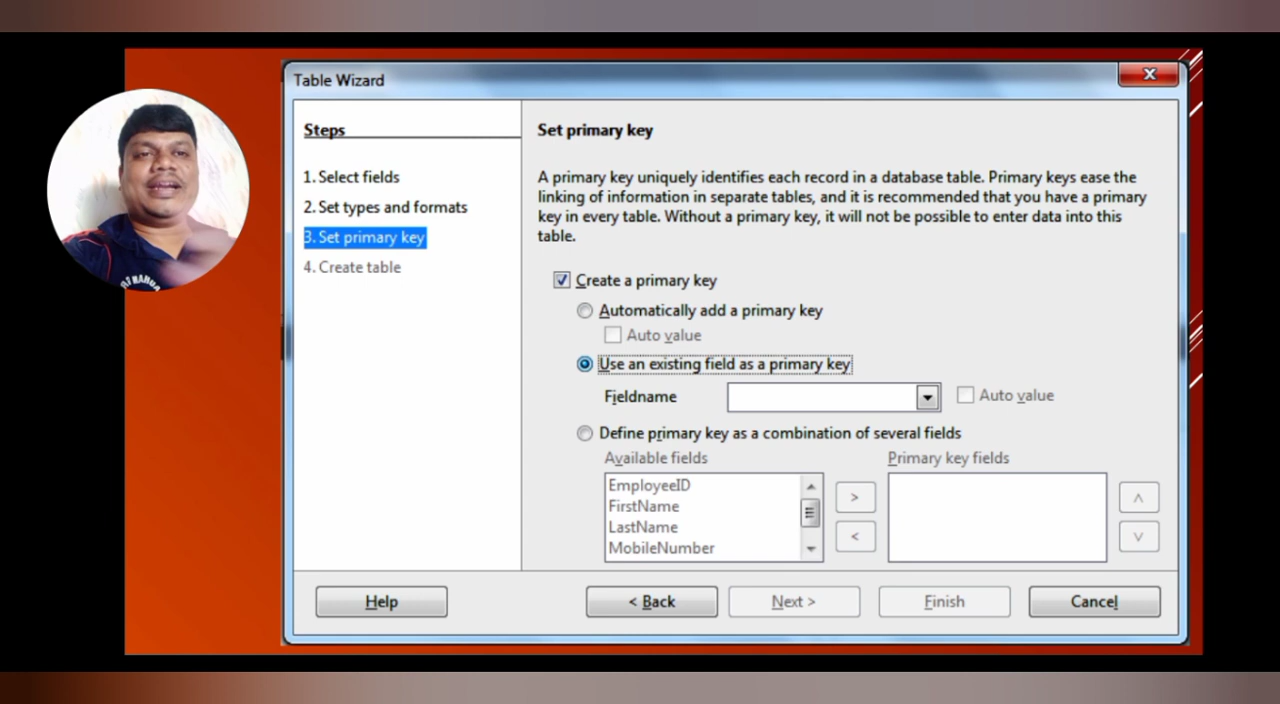 Table Wizard
X
Steps
1. Select fields
2. Set types and formats
3. Set primary key
4. Create table
Set primary key
A primary key uniquely identifies each record in a database table. Primary keys ease the
linking of information in separate tables, and it is recommended that you have a primary
key in every table. Without a primary key, it will not be possible to enter data into this
table.
Create a primary key
Automatically add a primary key
Auto value
Use an existing field as a primary key
Fieldname
Auto value
Define primary key as a combination of several fields
Available fields
Primary key fields
EmployeeID
FirstName
LastName
MobileNumber
>
<
Help
< Back
Next >
Finish
Cancel